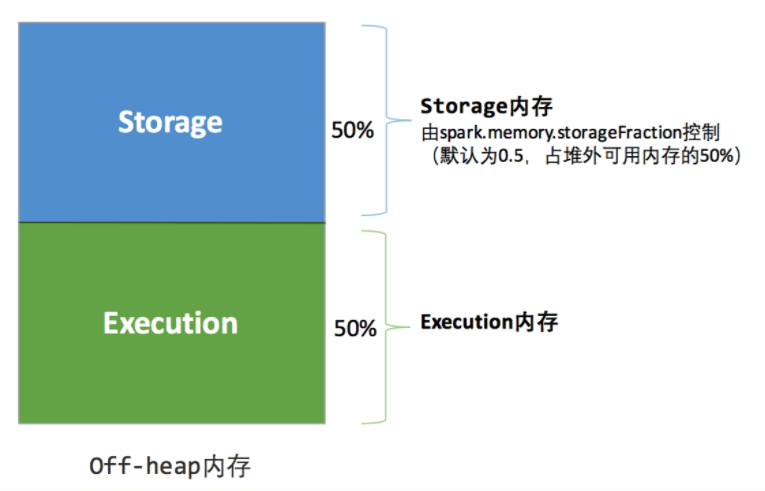 Storage
50%
Storage内存
由spark.memory.storageFraction控制
（默认为0.5，占堆外可用内存的50%）
Execution
50%
Execution内存
Off-heap内存